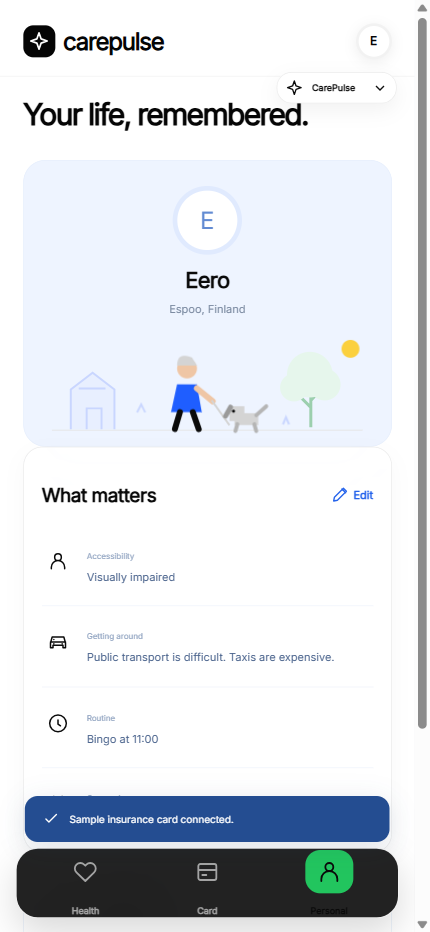 carepulse
E
CarePulse
Your life, remembered.
E
Eero
Espoo, Finland
What matters
Edit
Accessibility
Visually impaired
Getting around
Public transport is difficult. Taxis are expensive.
Routine
Bingo at 11:00
Sample insurance card connected.
Health
Card
Personal